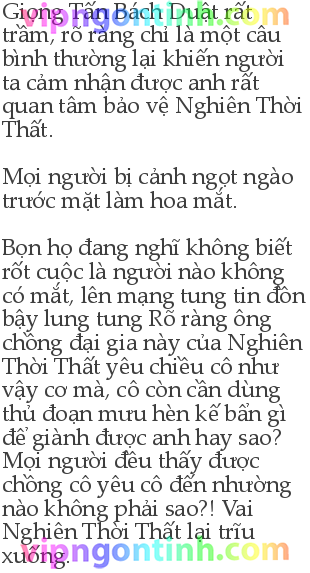 Giọng Tấn Bách Duật rất
trầm, rõ ràng chỉ là một câu
bình thường lại khiến người
ta cảm nhận được anh rất
quan tâm bảo vệ Nghiên Thời
Thất.
Mọi người bị cảnh ngọt ngào
trước mặt làm hoa mắt.
Bọn họ đang nghĩ không biết
rốt cuộc là người nào không
có mắt, lên mạng tung tin đồn
bậy lung tung Rõ ràng ông
chồng đại gia này của Nghiên
Thời Thất yêu chiều cô như
vậy cơ mà, cô còn cần dùng
thủ đoạn mưu hèn kế bẩn gì
để giành được anh hay sao?
Mọi người đều thấy được
chồng cô yêu cô đến nhường
nào không phải sao?! Vai
Nghiên Thời Thất lại trĩu
xuống.
vipngontinh.com
vipngontinh.com
vipngontinh.com